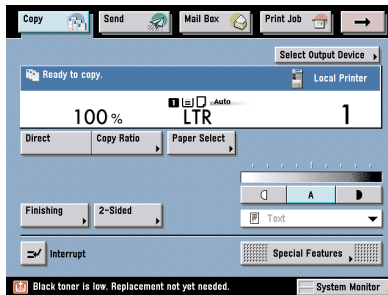 Copy Send Mail Box Print Job
Select Output Device
Ready to copy. Local Printer
1 Auto
100 % LTR 1
Direct Copy Ratio Paper Select
A
Finishing 2-Sided
Text
Interrupt Special Features
Black toner is low. Replacement not yet needed. System Monitor